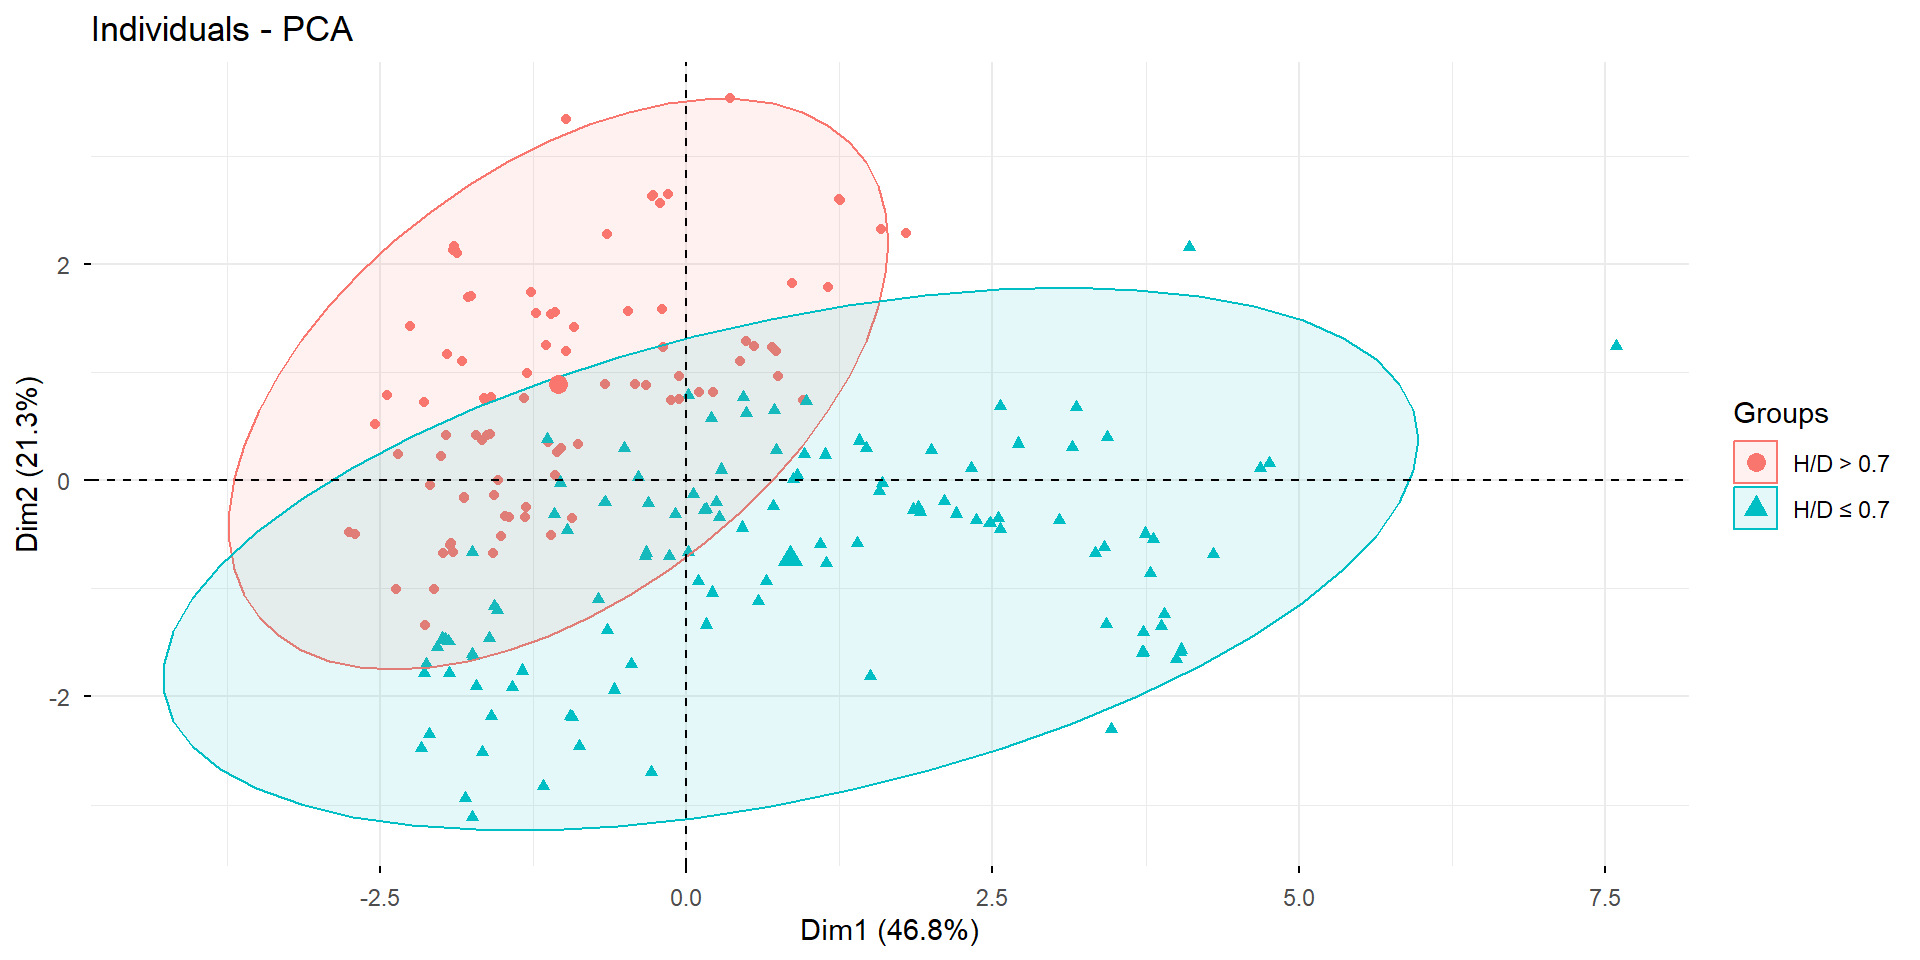 Individuals - PCA
Dim2 (21.3%)
2
0
-2
-2.5
0.0
2.5
5.0
7.5
Dim1 (46.8%)
Groups
H/D > 0.7
H/D ≤ 0.7